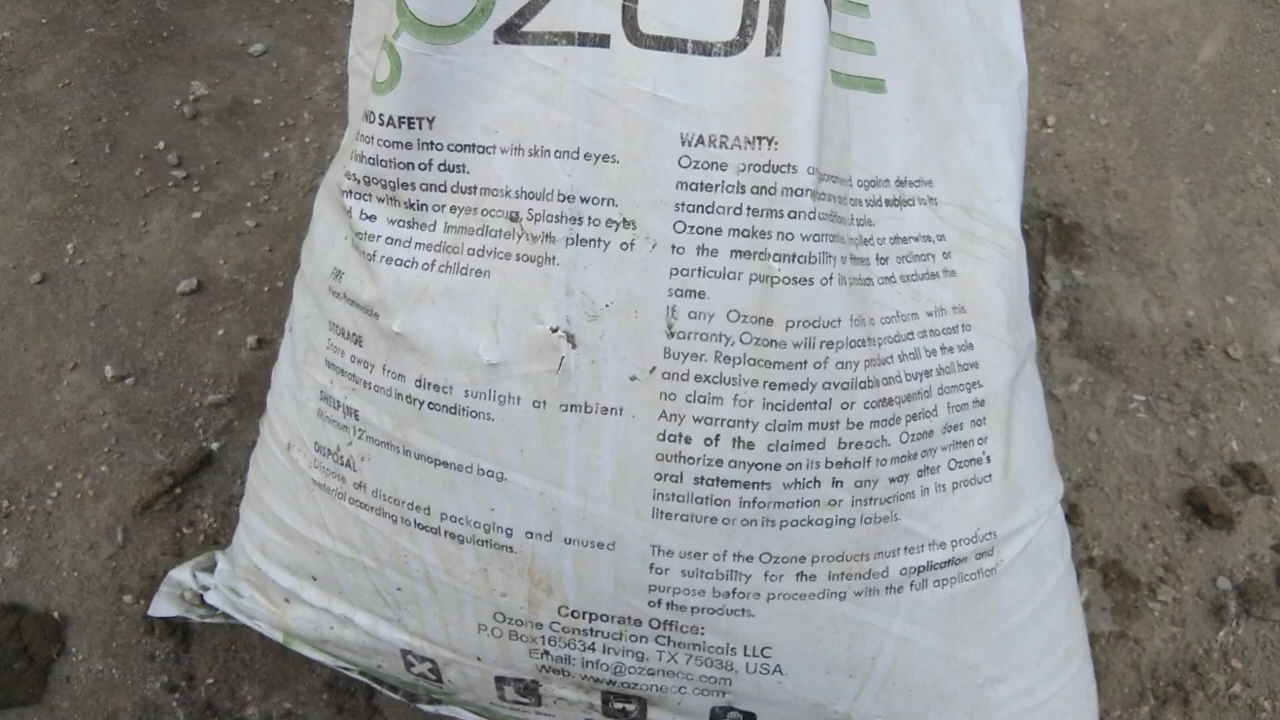 OZONE
ND SAFETY
not come into contact with skin and eyes.
inhalation of dust.
es, goggles and dust mask should be worn.
ntact with skin or eyes occurs, Splashes to eyes
d be washed immediately with plenty of
water and medical advice sought.
of reach of children
FIRE
Non-flammable
STORAGE
Store away from direct sunlight at ambient
temperatures and in dry conditions.
SHELF LIFE
Minimum 12 months in unopened bag.
DISPOSAL
Dispose off discarded packaging and unused
material according to local regulations.
WARRANTY:
Ozone products against defective
materials and are sold subject to its
standard terms and of sole.
Ozone makes no implied or otherwise, as
to the merchantability or fitness for ordinary or
particular purposes of its products and excludes the
same.
If any Ozone product fails to conform with this
warranty, Ozone will replace the product at no cost to
Buyer. Replacement of any product shall be the sole
and exclusive remedy available and buyer shall have
no claim for incidental or consequential damages.
Any warranty claim must be made period from the
date of the claimed breach. Ozone does not
authorize anyone on its behalf to make any written or
oral statements which in any way alter Ozone's
installation information or instructions in its product
literature or on its packaging labels.
The user of the Ozone products must test the products
for suitability for the intended application and
purpose before proceeding with the full application
of the products.
Corporate Office:
Ozone Construction Chemicals LLC
P.O Box165634 Irving, TX 75038, USA.
Email: info@ozonecc.com
Web. www.ozonecc.com